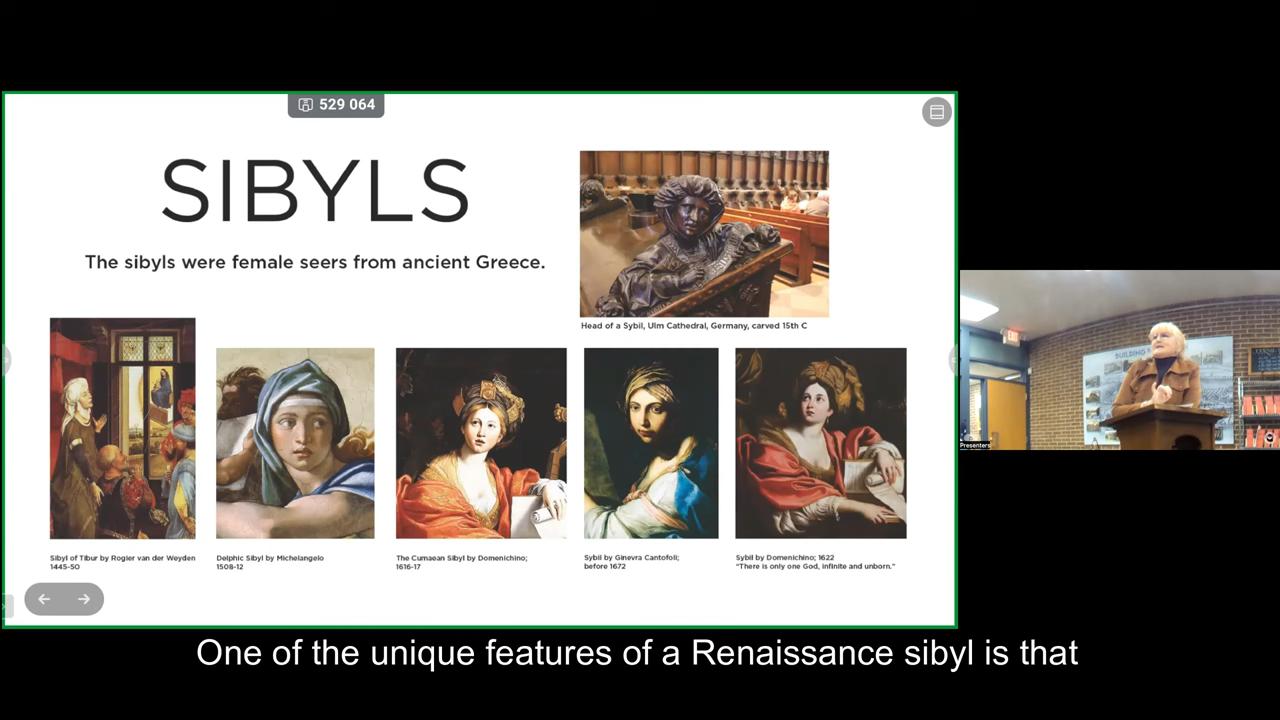 529 064
SIBYLS
The sibyls were female seers from ancient Greece.
Head of a Sybil, Ulm Cathedral, Germany, carved 15th C
Sibyl of Tibur by Rogier van der Weyden
1445-50
Delphic Sibyl by Michelangelo
1508-12
The Cumaean Sibyl by Domenichino;
1616-17
Sybil by Ginevra Cantofoli;
before 1672
Sybil by Domenichino; 1622
“There is only one God, infinite and unborn.”
EXIT
BUILDING
Presenters
One of the unique features of a Renaissance sibyl is that